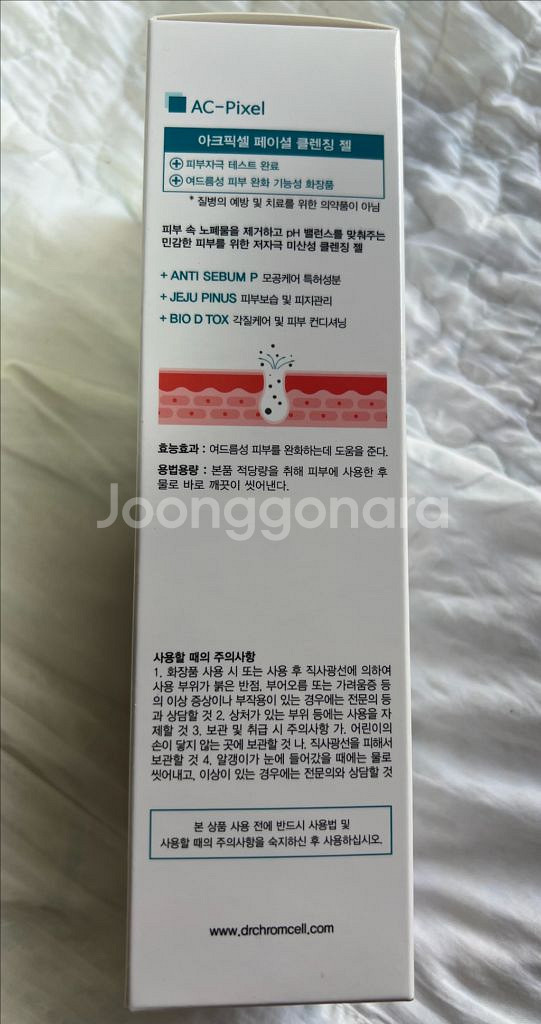 AC-Pixel
아크픽셀 페이셜 클렌징 젤
피부자극 테스트 완료
여드름성 피부 완화 기능성 화장품
* 질병의 예방 및 치료를 위한 의약품이 아님
피부 속 노폐물을 제거하고 pH 밸런스를 맞춰주는
민감한 피부를 위한 저자극 미산성 클렌징 젤
+ ANTI SEBUM P 모공케어 특허성분
+ JEJU PINUS 피부보습 및 피지관리
+ BIO D TOX 각질케어 및 피부 컨디셔닝
효능효과 : 여드름성 피부를 완화하는데 도움을 준다.
용법용량 : 본품 적당량을 취해 피부에 사용한 후
물로 바로 깨끗이 씻어낸다.
Joonggonara
사용할 때의 주의사항
1. 화장품 사용 시 또는 사용 후 직사광선에 의하여
사용 부위가 붉은 반점, 부어오름 또는 가려움증 등
의 이상 증상이나 부작용이 있는 경우에는 전문의 등
과 상담할 것 2. 상처가 있는 부위 등에는 사용을 자
제할 것 3. 보관 및 취급 시 주의사항 가. 어린이의
손이 닿지 않는 곳에 보관할 것 나. 직사광선을 피해서
보관할 것 4. 알갱이가 눈에 들어갔을 때에는 물로
씻어내고, 이상이 있는 경우에는 전문의와 상담할 것
본 상품 사용 전에 반드시 사용법 및
사용할 때의 주의사항을 숙지하신 후 사용하십시오.
www.drchromcell.com